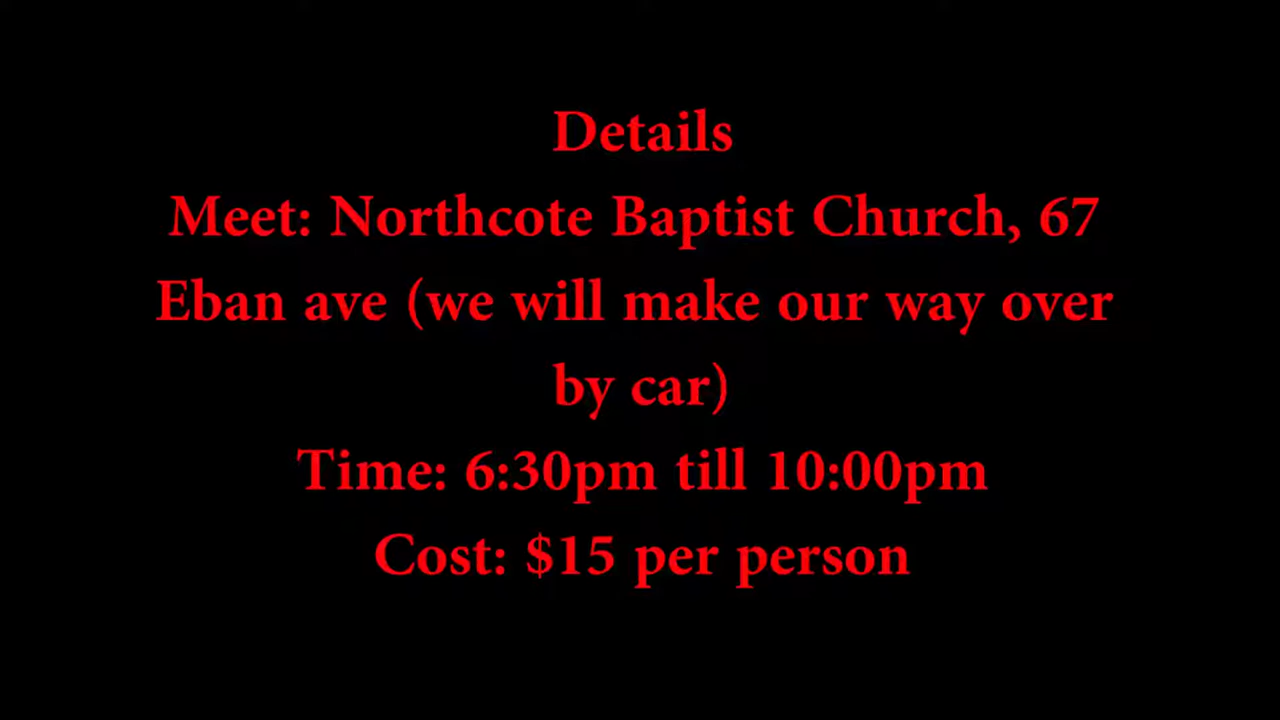 Details
Meet: Northcote Baptist Church, 67
Eban ave (we will make our way over
by car)
Time: 6:30pm till 10:00pm
Cost: $15 per person